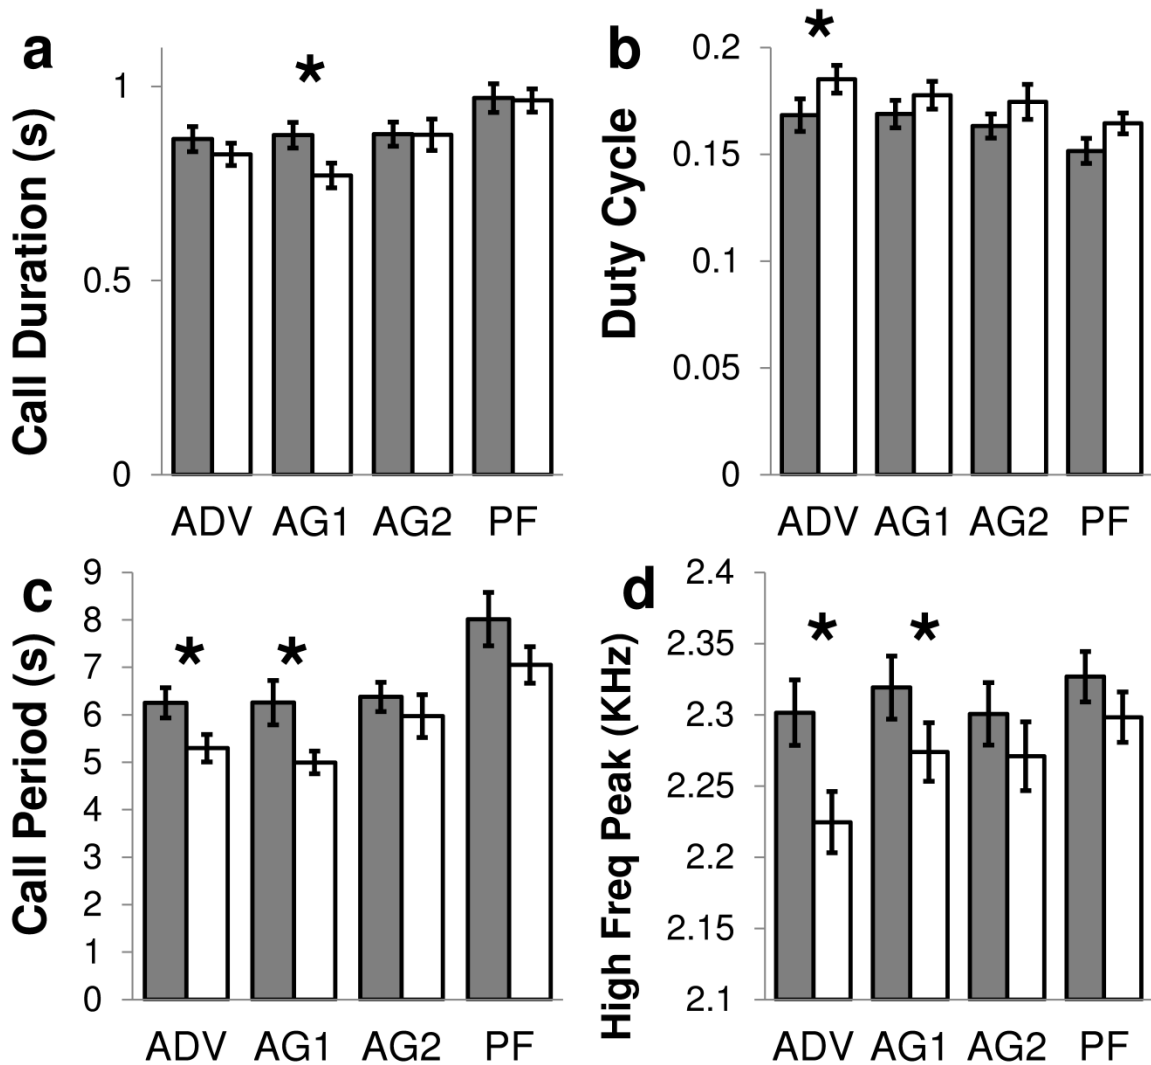 a
*
Call Duration (s)
1
0.5
0
ADV AG1 AG2 PF
b
*
Duty Cycle
0.2
0.15
0.1
0.05
0
ADV AG1 AG2 PF
c
* *
Call Period (s)
9
8
7
6
5
4
3
2
1
0
ADV AG1 AG2 PF
d
* *
High Freq Peak (KHz)
2.4
2.35
2.3
2.25
2.2
2.15
2.1
ADV AG1 AG2 PF